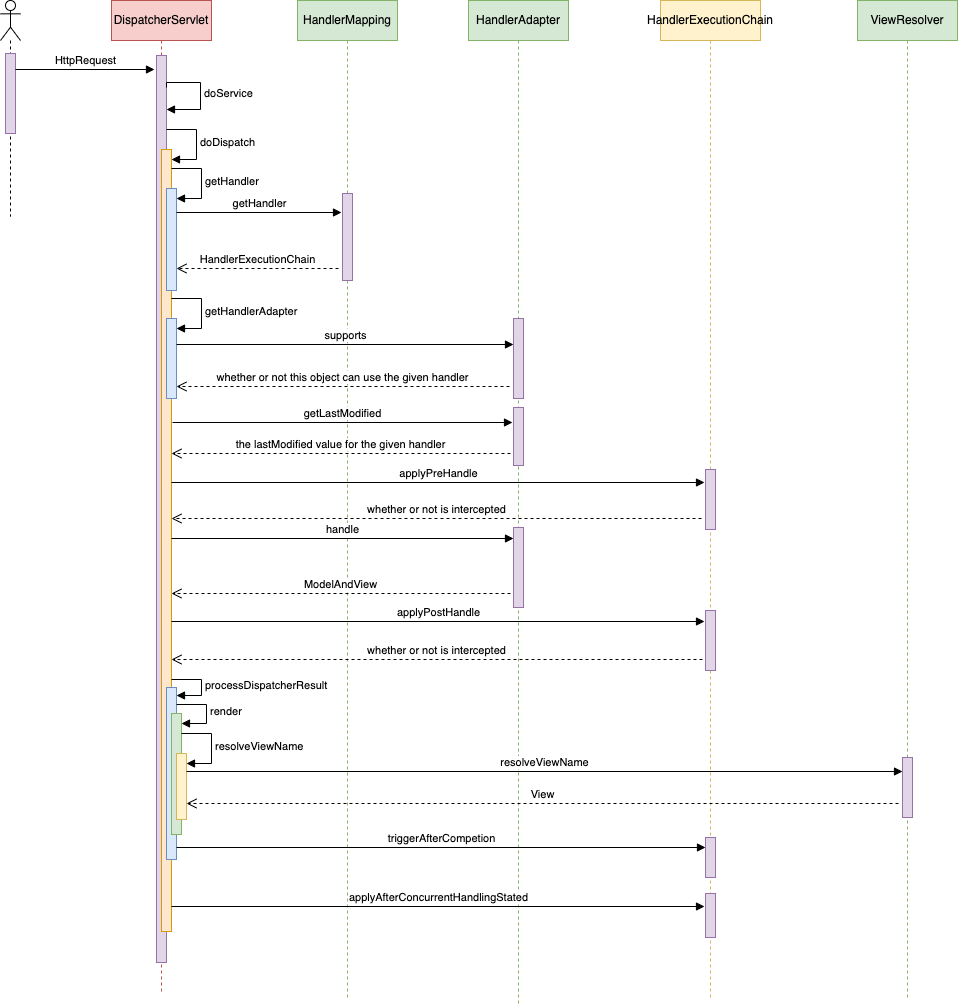 DispatcherServlet
HandlerMapping
HandlerAdapter
HandlerExecutionChain
ViewResolver
HttpRequest
doService
doDispatch
getHandler
getHandler
HandlerExecutionChain
getHandlerAdapter
supports
whether or not this object can use the given handler
getLastModified
the lastModified value for the given handler
applyPreHandle
whether or not is intercepted
handle
ModelAndView
applyPostHandle
whether or not is intercepted
processDispatcherResult
render
resolveViewName
resolveViewName
View
triggerAfterCompetion
applyAfterConcurrentHandlingStated